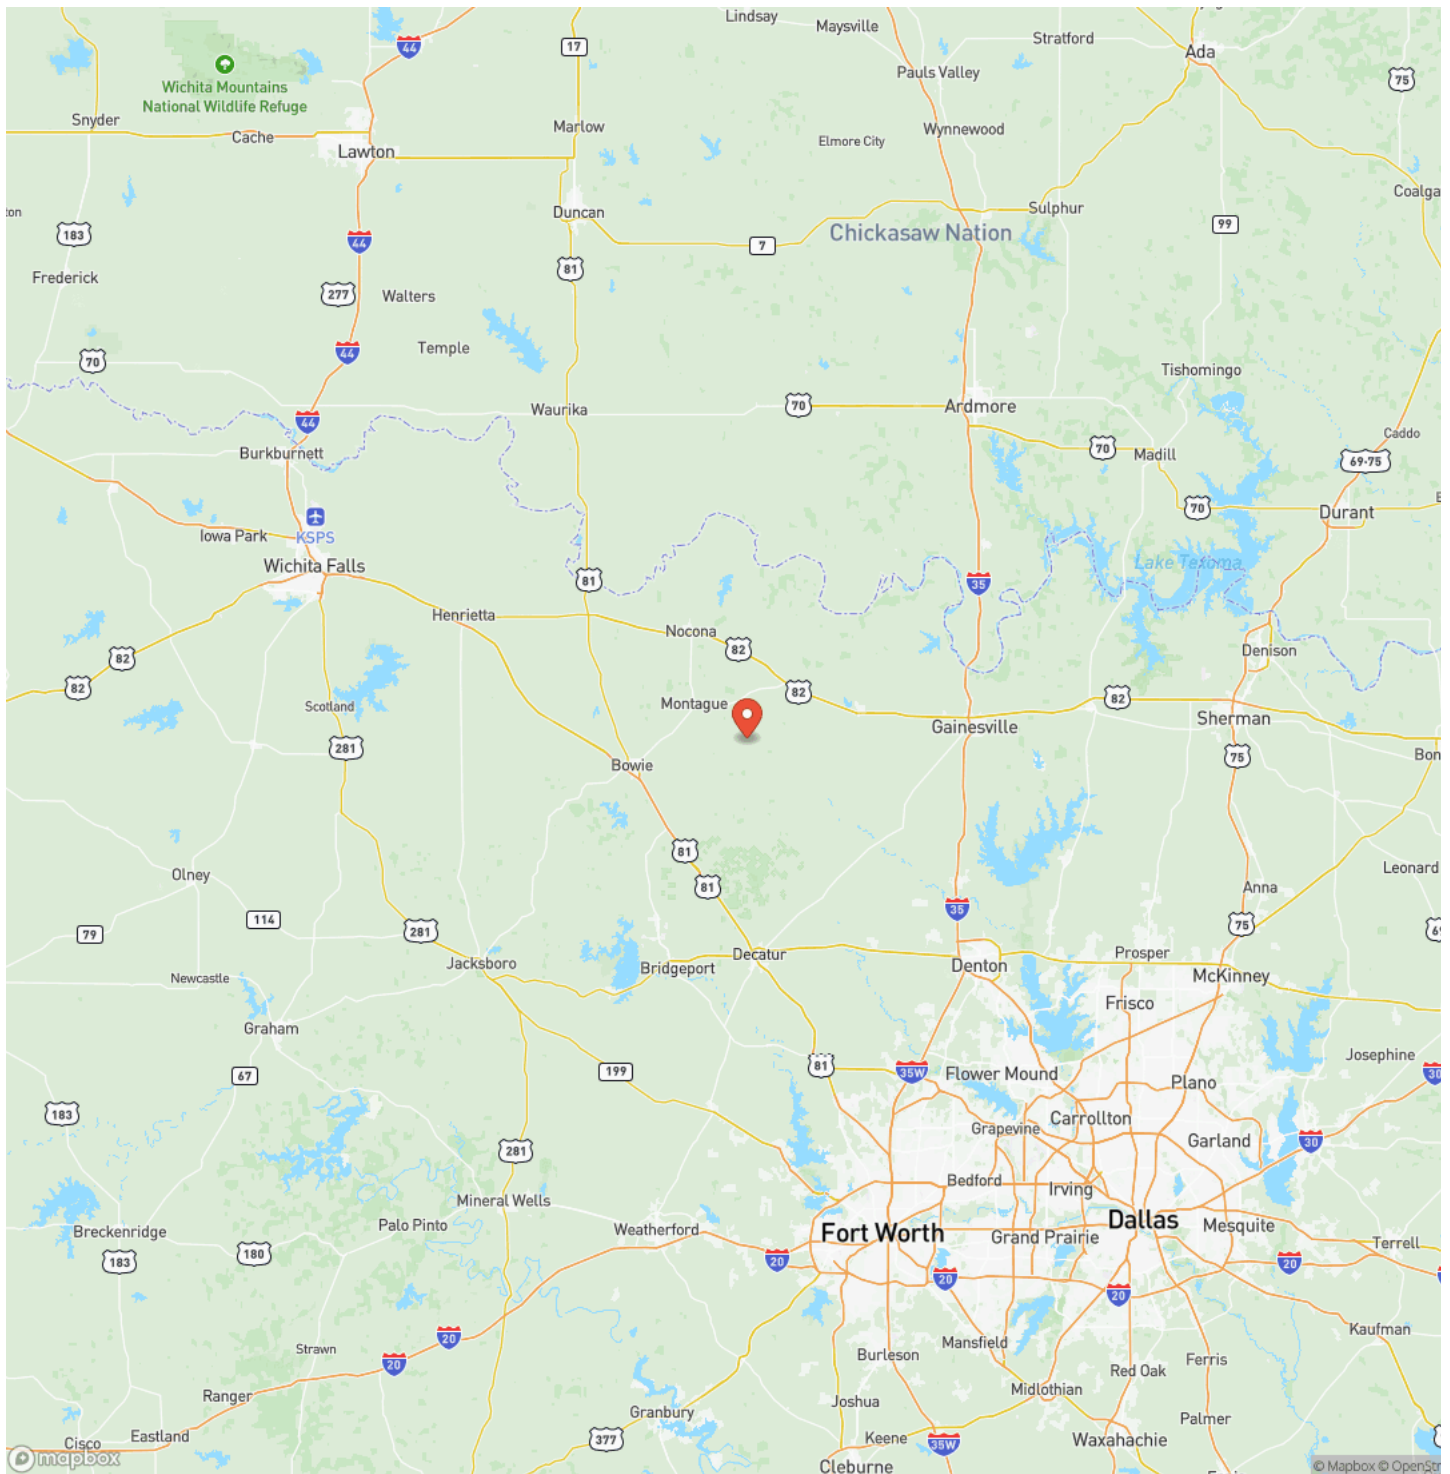 Lindsay
Maysville
Stratford
Ada
44
17
75
Pauls Valley
Wichita Mountains
National Wildlife Refuge
Snyder
Cache
Marlow
Wynnewood
Elmore City
Lawton
Coalga
ton
Duncan
Sulphur
183
44
7
Chickasaw Nation
99
Frederick
81
277
Walters
70
44
Temple
Tishomingo
Waurika
70
Ardmore
44
Caddo
Burkburnett
70
Madill
69-75
70
Durant
Iowa Park
KSPS
Wichita Falls
81
35
Lake Texoma
Henrietta
Nocona
82
82
Denison
82
Scotland
Montague
82
82
Gainesville
Sherman
281
Bowie
75
Bon
81
Olney
81
Leonard
Anna
35
114
79
281
75
69
Jacksboro
Bridgeport
Decatur
Denton
Prosper
McKinney
Newcastle
Frisco
Graham
67
199
81
35W
Flower Mound
Josephine
30
Plano
183
Carrollton
Grapevine
Garland
30
281
Mineral Wells
Bedford
Irving
Breckenridge
Palo Pinto
Weatherford
Fort Worth
Dallas
Mesquite
Grand Prairie
Terrell
183
180
20
20
20
20
20
Strawn
20
Mansfield
Kaufman
Burleson
Ferris
Red Oak
Ranger
Midlothian
Joshua
Granbury
Palmer
Eastland
Cisco
377
Keene
35W
Waxahachie
Cleburne
mapbox
© Mapbox © OpenStr